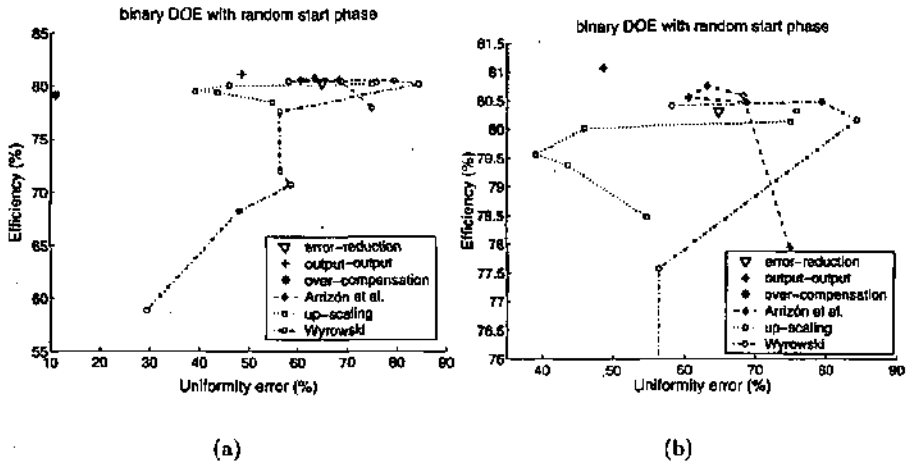 binary DOE with random start phase
Efficiency (%)
90
85
80
75
70
65
60
55
10
20
30
40
50
60
70
80
90
Uniformity error (%)
error-reduction
output-output
over-compensation
Arrizón et al.
up-scaling
Wyrowski
(a)
binary DOE with random start phase
Efficiency (%)
81.5
81
80.5
80
79.5
79
78.5
78
77.5
77
76.5
76
40
50
60
70
80
90
Uniformity error (%)
error-reduction
output-output
over-compensation
Arrizón et al.
up-scaling
Wyrowski
(b)